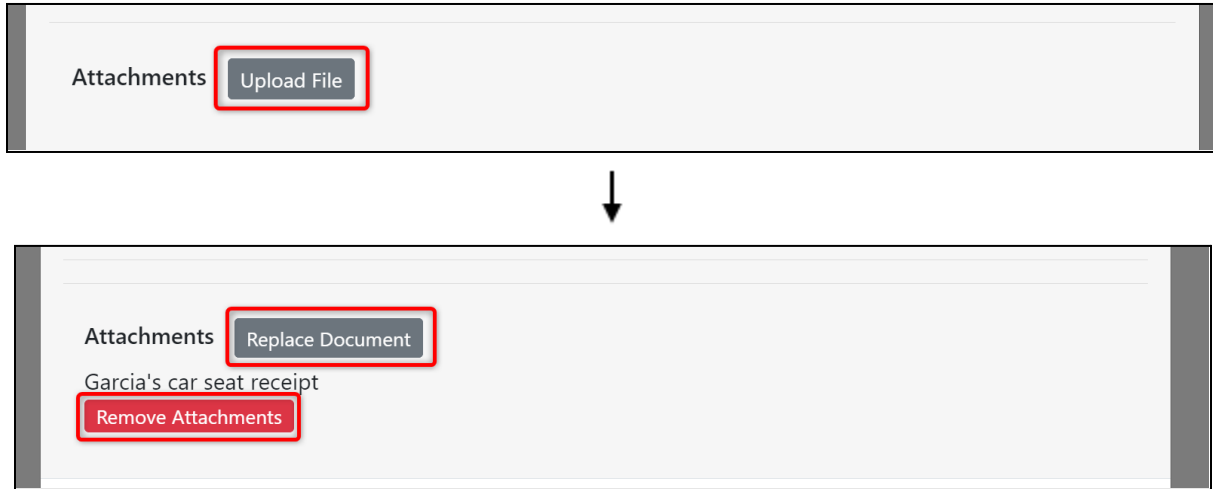 Attachments Upload File
Attachments Replace Document
Garcia's car seat receipt
Remove Attachments